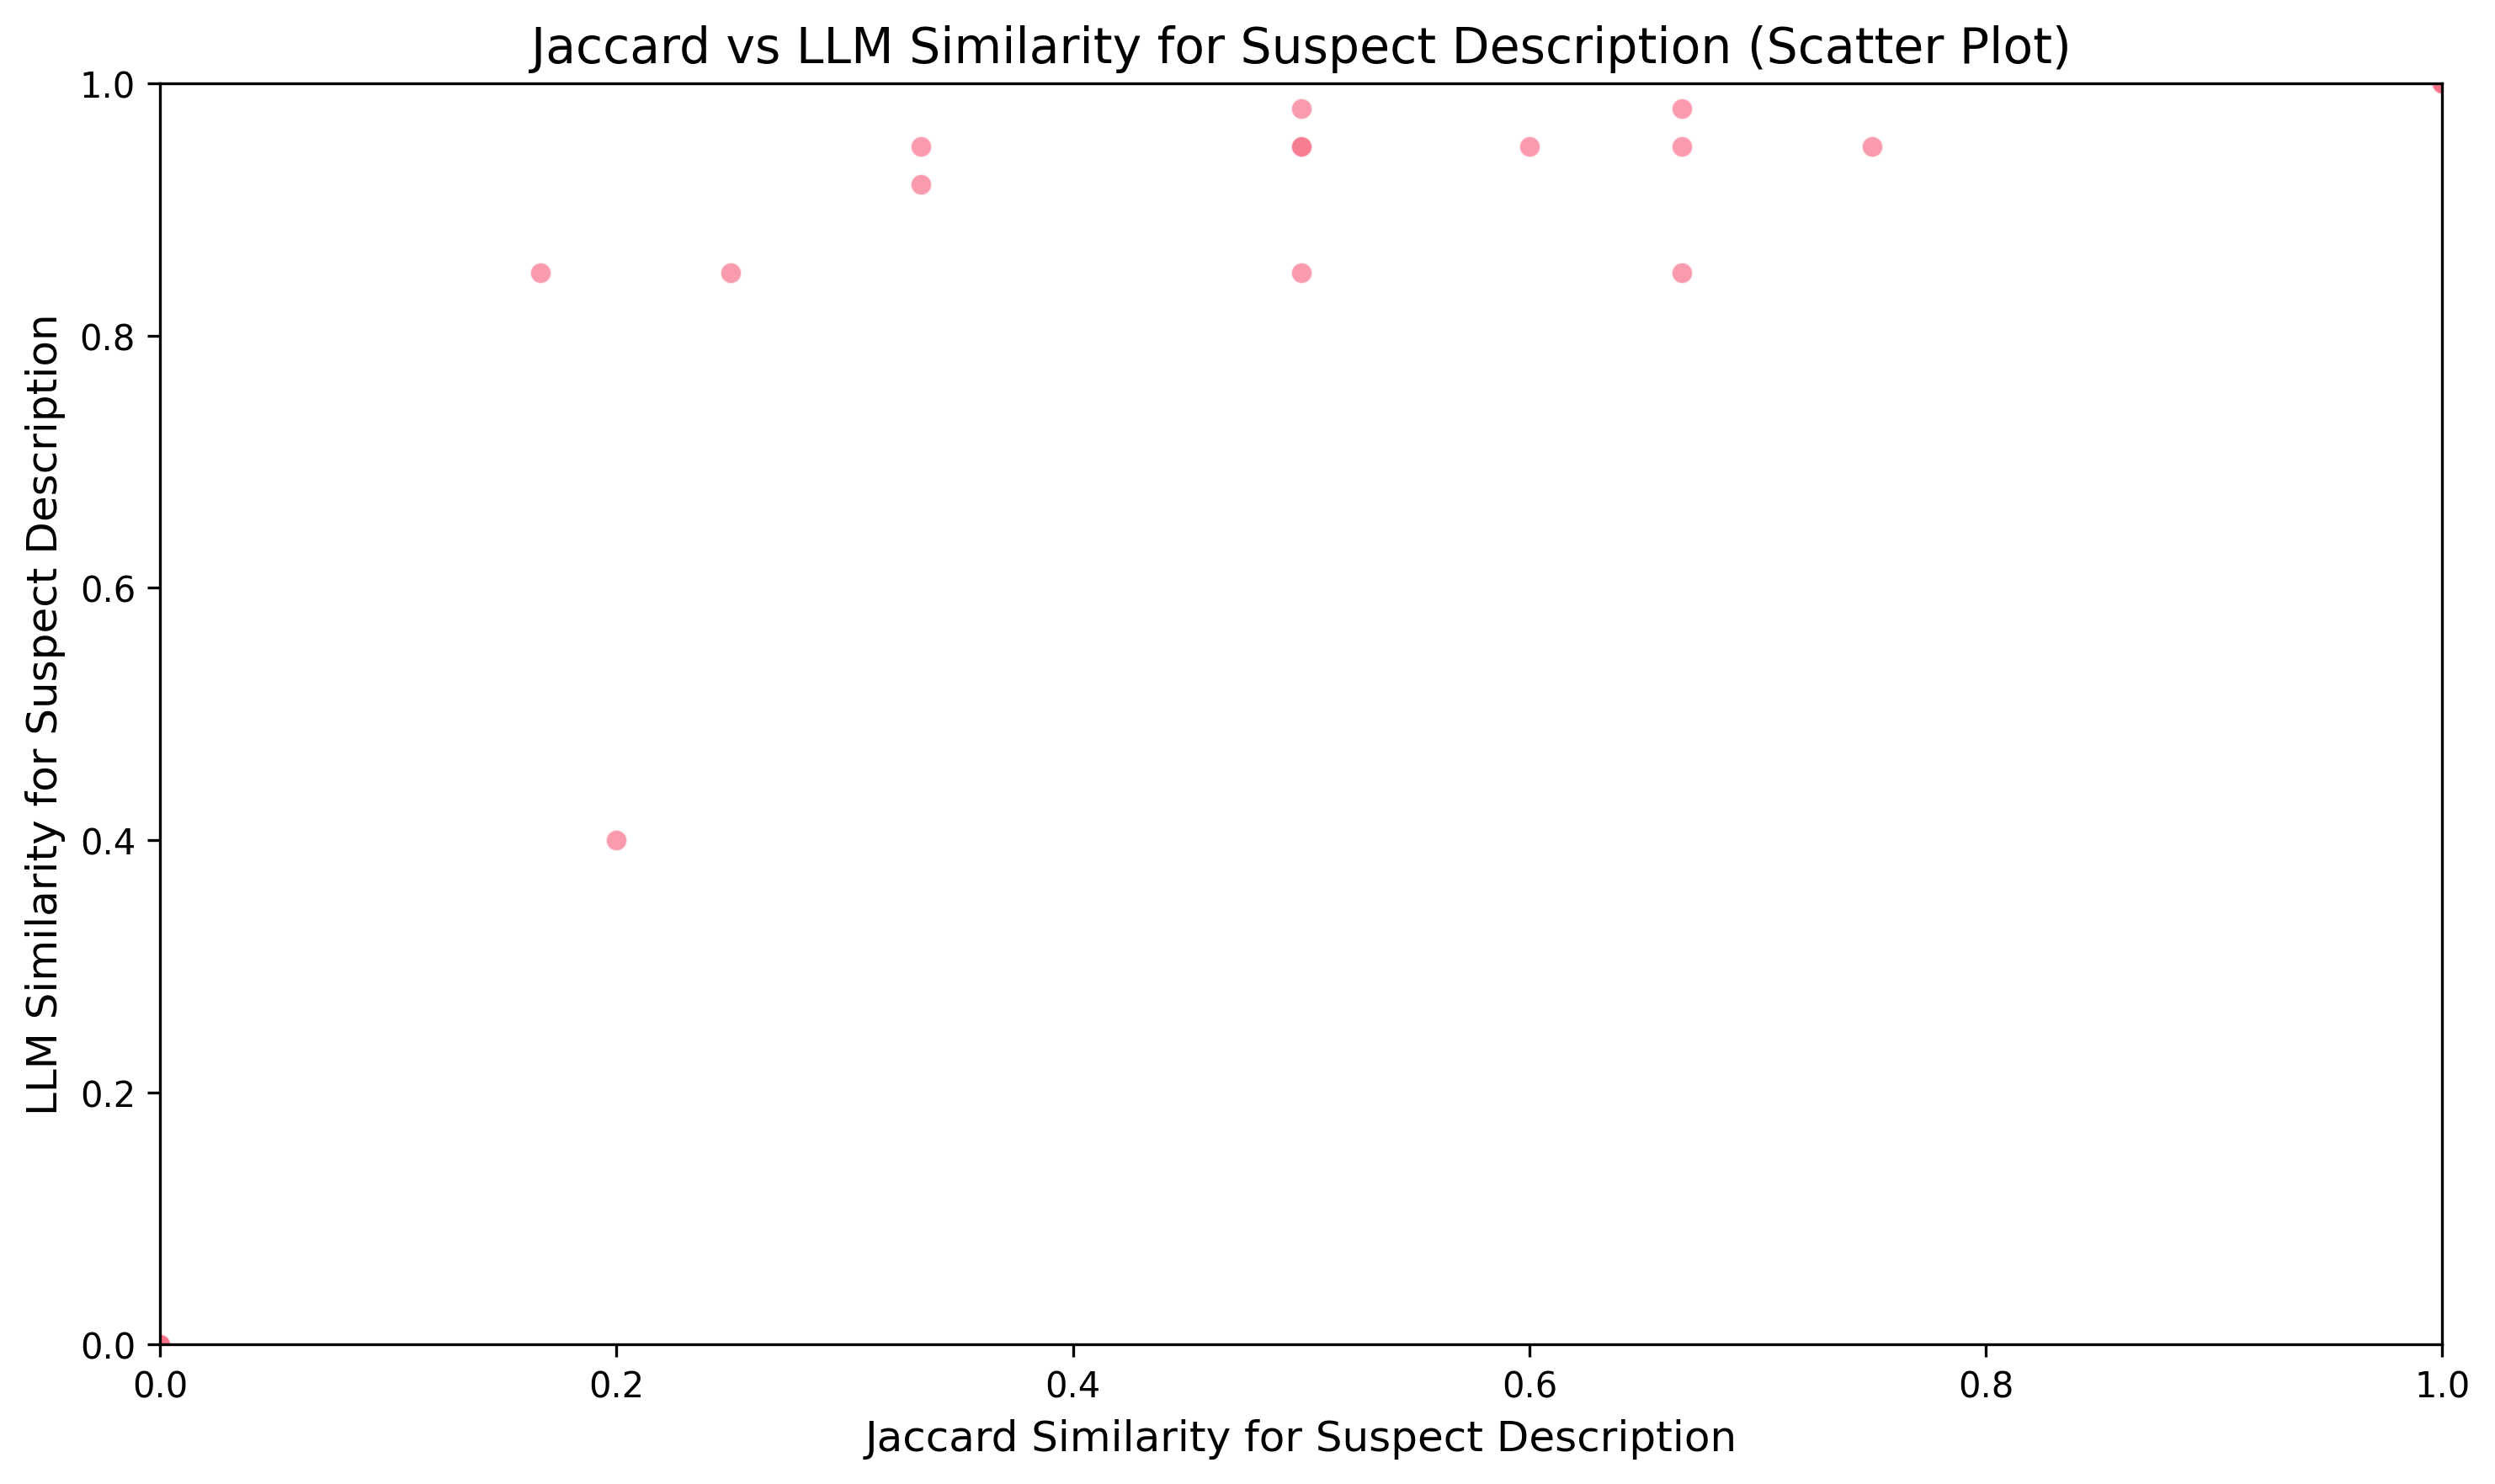 Jaccard vs LLM Similarity for Suspect Description (Scatter Plot)
LLM Similarity for Suspect Description
1.0
0.8
0.6
0.4
0.2
0.0
0.0 0.2 0.4 0.6 0.8 1.0
Jaccard Similarity for Suspect Description